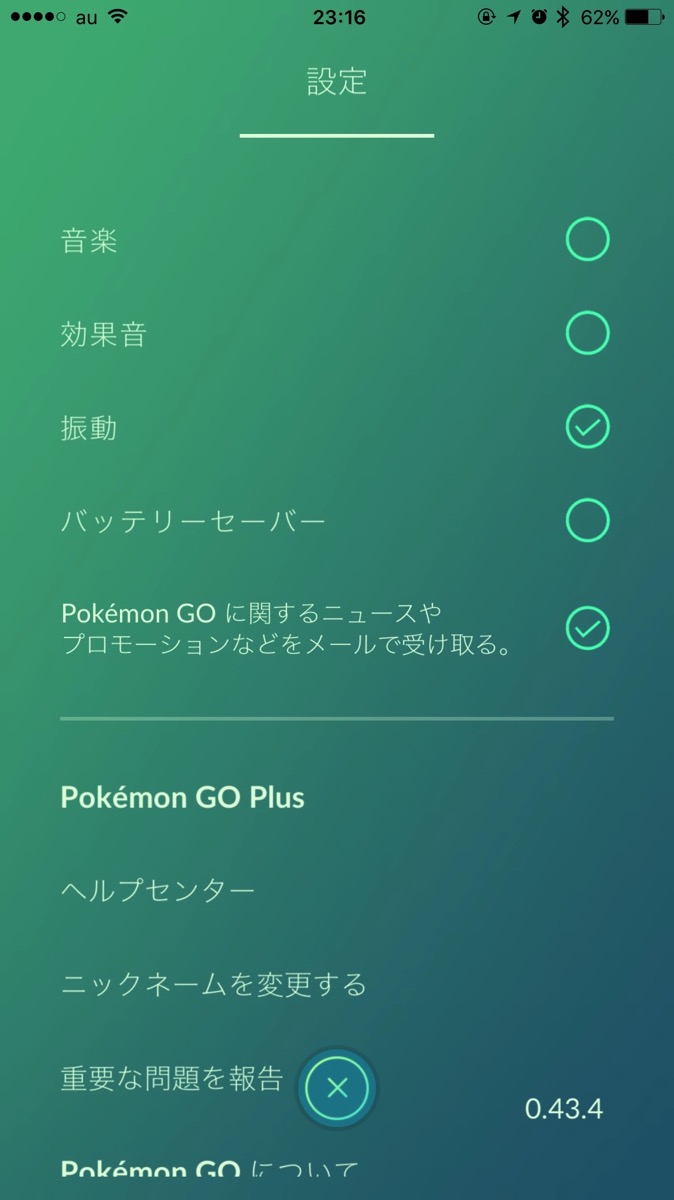 au 23:16 62%
設定
音楽
効果音
振動
バッテリーセーバー
Pokémon GO に関するニュースや
プロモーションなどをメールで受け取る。
Pokémon GO Plus
ヘルプセンター
ニックネームを変更する
重要な問題を報告
0.43.4
Pokémon GO について